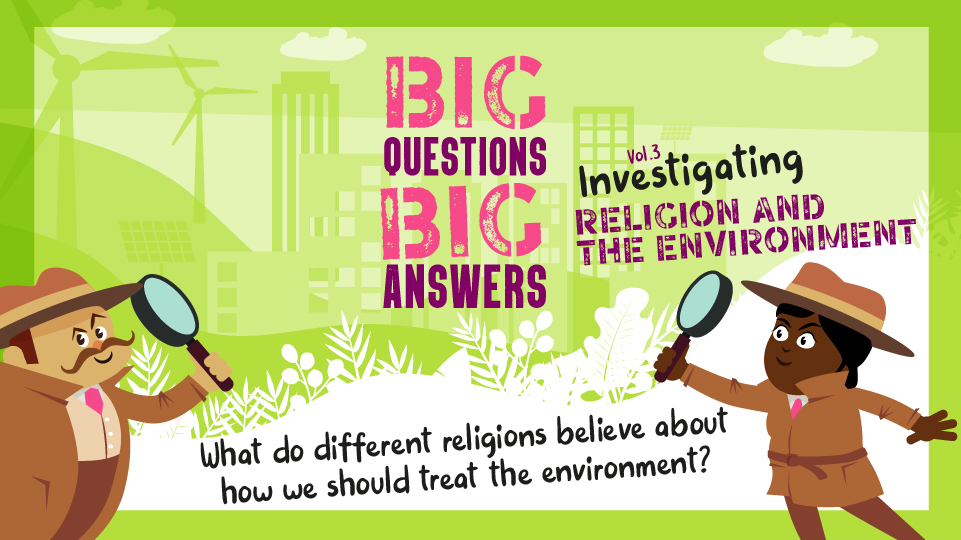 BIG
QUESTIONS
BIG
ANSWERS
Vol.3
Investigating
RELIGION AND
THE ENVIRONMENT
What do different religions believe about
how we should treat the environment?